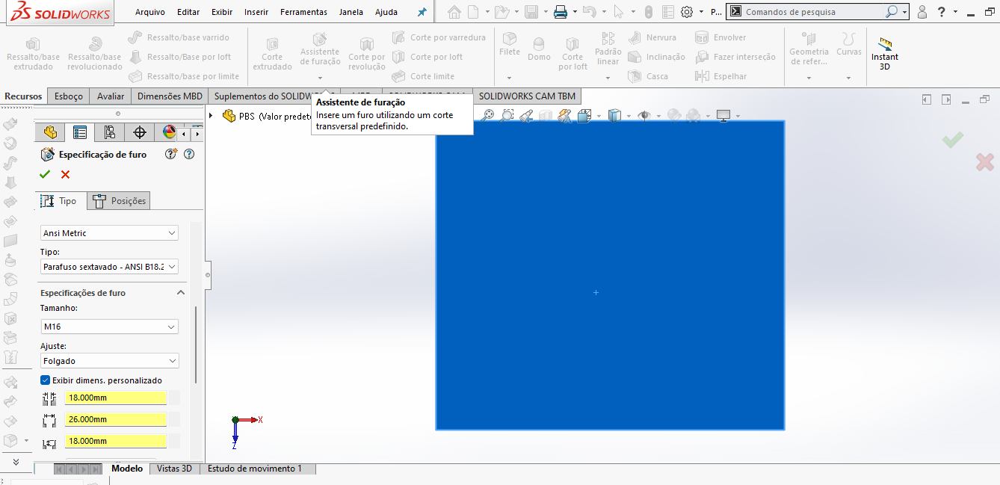 SOLIDWORKS
Arquivo Editar Exibir Inserir Ferramentas Janela Ajuda
P... Comandos de pesquisa ?
Ressalto/base extrudado
Ressalto/base revolucionado
Ressalto/base varrido
Ressalto/Base por loft
Ressalto/base por limite
Corte extrudado
Assistente de furação
Corte por revolução
Corte por varredura
Corte por loft
Corte limite
Filete
Domo
Corte por loft
Padrão linear
Nervura
Inclinação
Casca
Envolver
Fazer interseção
Espelhar
Geometria de refer...
Curvas
Instant 3D
Recursos Esboço Avaliar Dimensões MBD Suplementos do SOLIDW SOLIDWORKS CAM TBM
Assistente de furação
Insere um furo utilizando um corte
transversal predefinido.
PBS (Valor predete
Especificação de furo
Tipo Posições
Ansi Metric
Tipo:
Parafuso sextavado - ANSI B18.2
Especificações de furo
Tamanho:
M16
Ajuste:
Folgado
Exibir dimens. personalizado
18.000mm
26.000mm
18.000mm
X
Z
Modelo Vistas 3D Estudo de movimento 1